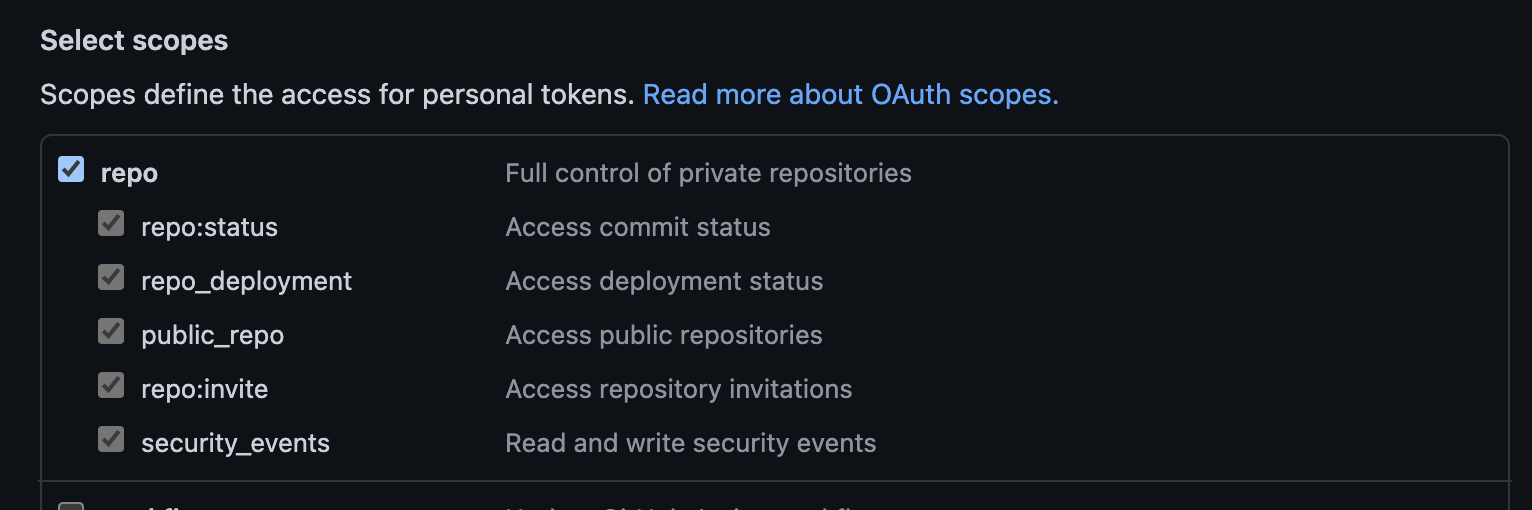 Select scopes
Scopes define the access for personal tokens. Read more about OAuth scopes.
repo Full control of private repositories
repo:status Access commit status
repo_deployment Access deployment status
public_repo Access public repositories
repo:invite Access repository invitations
security_events Read and write security events